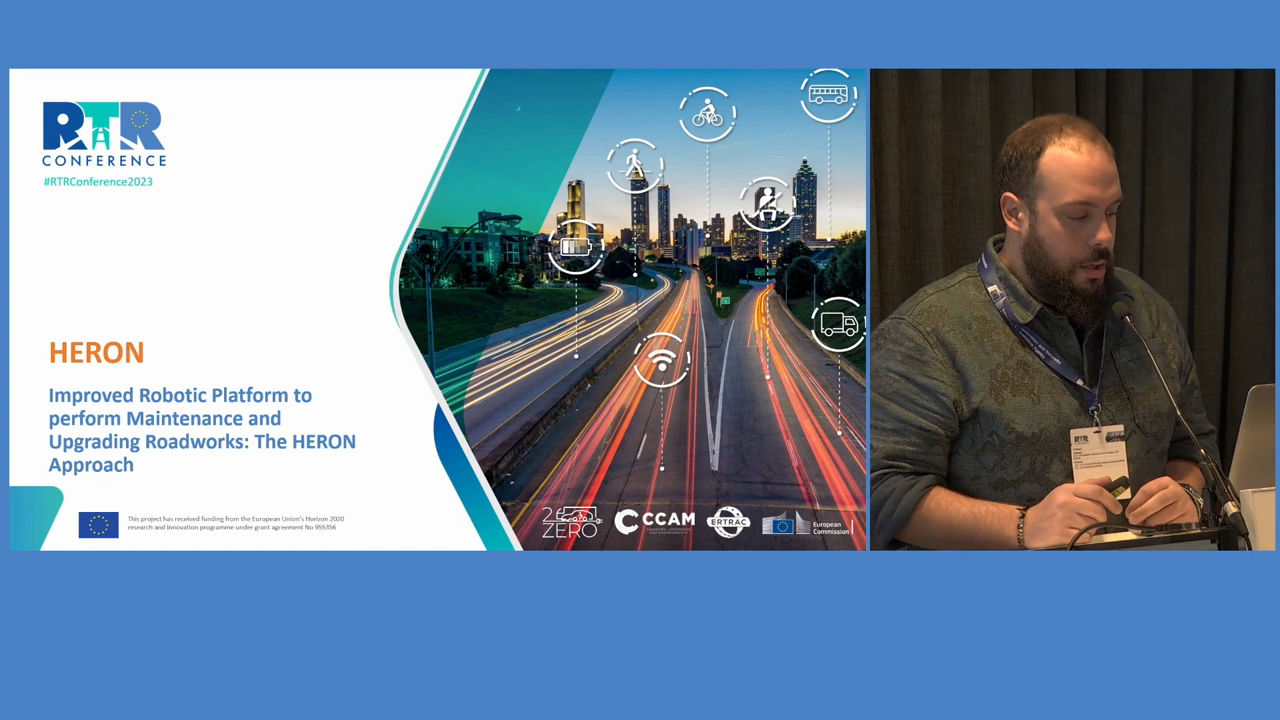 RTR
CONFERENCE
#RTRConference2023
HERON
Improved Robotic Platform to
perform Maintenance and
Upgrading Roadworks: The HERON
Approach
This project has received funding from the European Union's Horizon 2020
research and Innovation programme under grant agreement No 955356
2ZERO
CCAM
ERTRAC
European
Commission
RTR